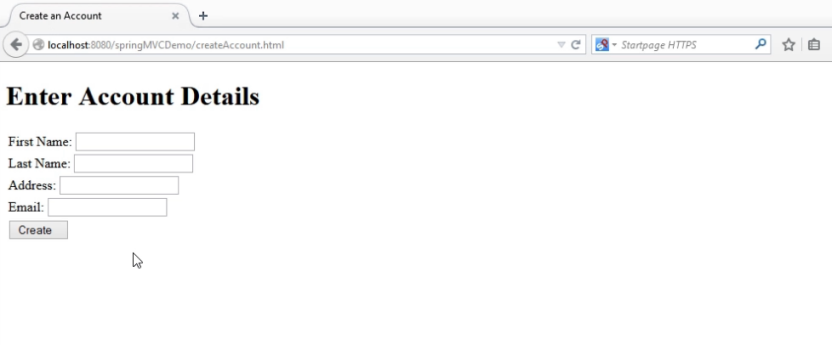 Create an Account
localhost:8080/springMVCDemo/createAccount.html
Startpage HTTPS
Enter Account Details
First Name:
Last Name:
Address:
Email:
Create